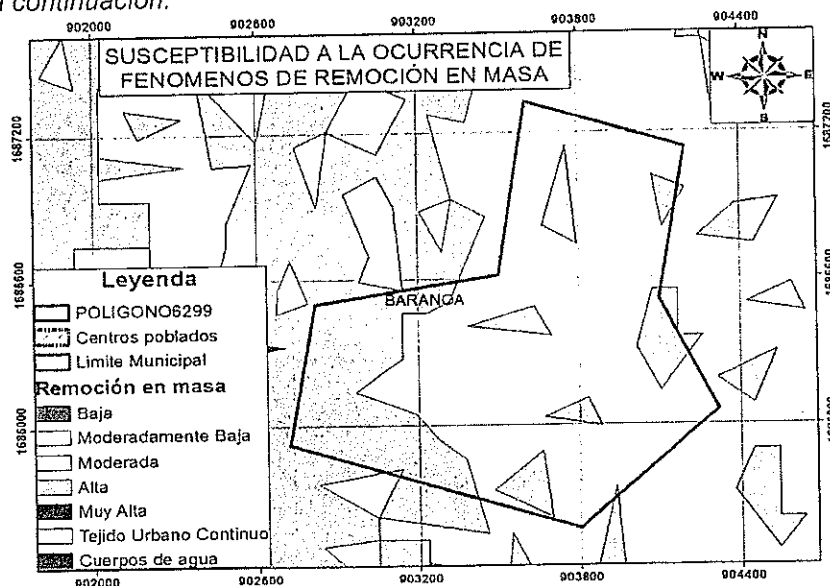 continuación.
902000 902600 903200 903800 904400
SUSCEPTIBILIDAD A LA OCURRENCIA DE
FENOMENOS DE REMOCIÓN EN MASA
N
W E
S
1687200 1687200
1686600
BARANOA
Leyenda
POLIGONO6299
Centros poblados
Limite Municipal
Remoción en masa
Baja
Moderadamente Baja
Moderada
Alta
Muy Alta
Tejido Urbano Continuo
Cuerpos de agua
1686000
902000 902600 903200 903800 904400